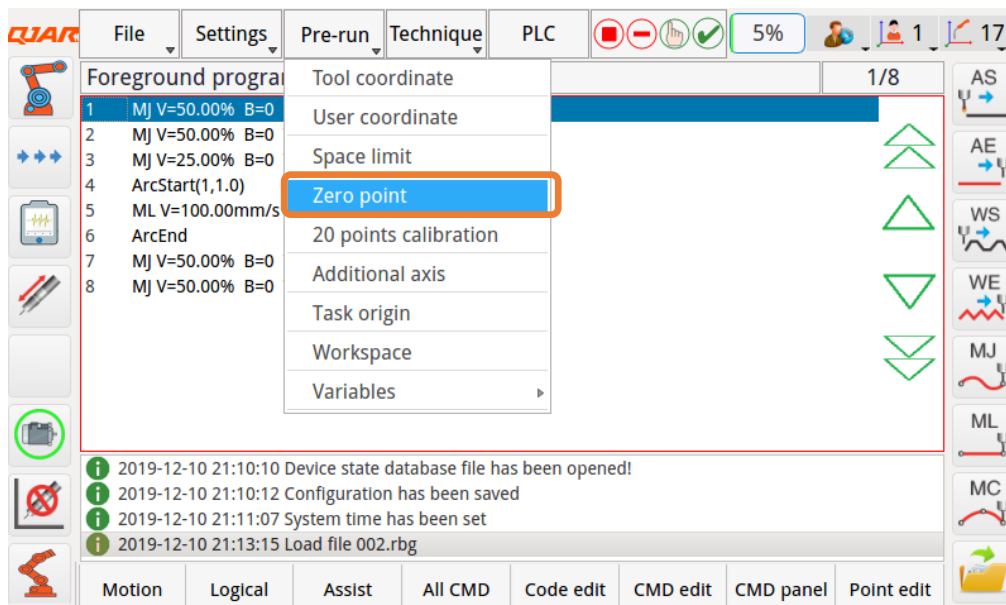 File Settings Pre-run Technique PLC 5% 1 17
Foreground progra 1/8
Tool coordinate
User coordinate
Space limit
Zero point
20 points calibration
Additional axis
Task origin
Workspace
Variables
1 MJ V=50.00% B=0
2 MJ V=50.00% B=0
3 MJ V=25.00% B=0
4 ArcStart(1,1.0)
5 ML V=100.00mm/s
6 ArcEnd
7 MJ V=50.00% B=0
8 MJ V=50.00% B=0
AS
AE
WS
WE
MJ
ML
MC
2019-12-10 21:10:10 Device state database file has been opened!
2019-12-10 21:10:12 Configuration has been saved
2019-12-10 21:11:07 System time has been set
2019-12-10 21:13:15 Load file 002.rbg
Motion Logical Assist All CMD Code edit CMD edit CMD panel Point edit